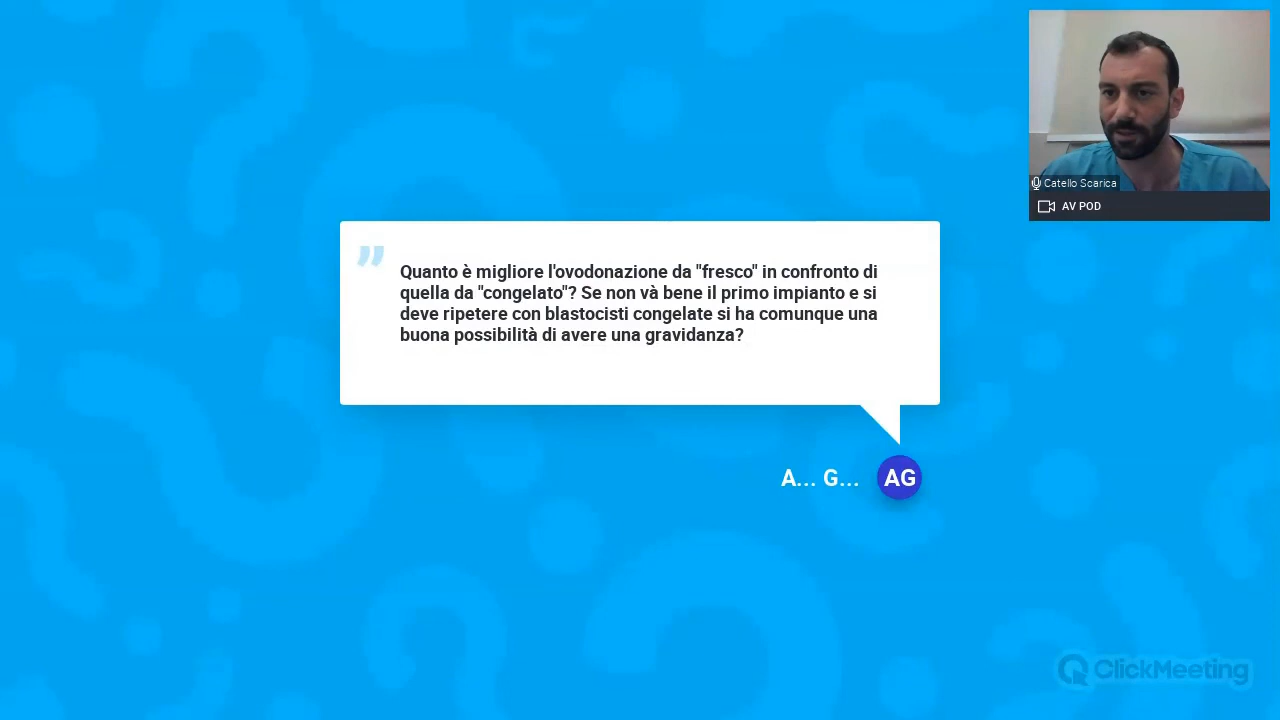 Catello Scarica
AV POD
Quanto è migliore l'ovodonazione da "fresco" in confronto di
quella da "congelato"? Se non và bene il primo impianto e si
deve ripetere con blastocisti congelate si ha comunque una
buona possibilità di avere una gravidanza?
A... G... AG
ClickMeeting